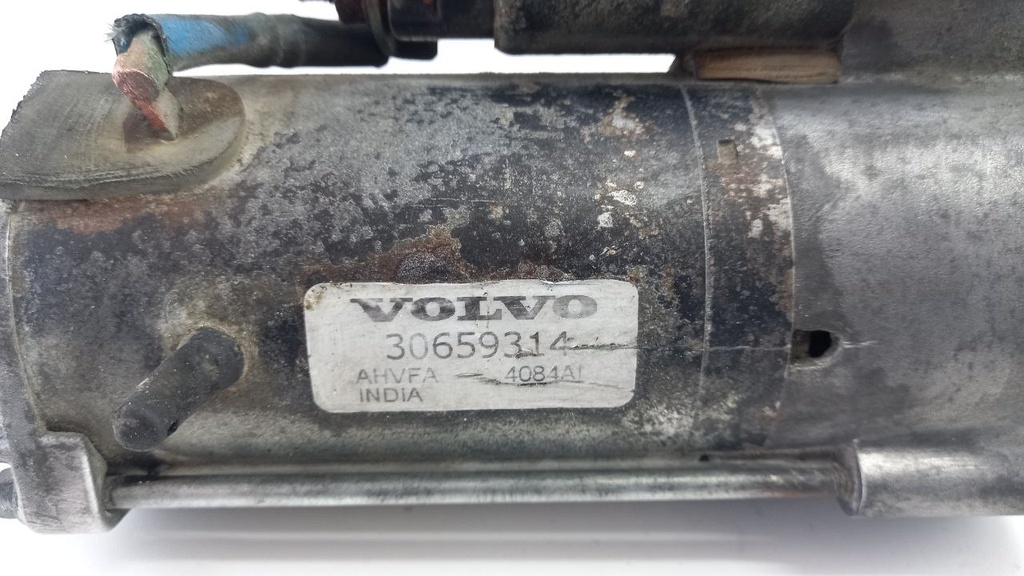 VOLVO
30659314
AHVFA — 4084AI
INDIA